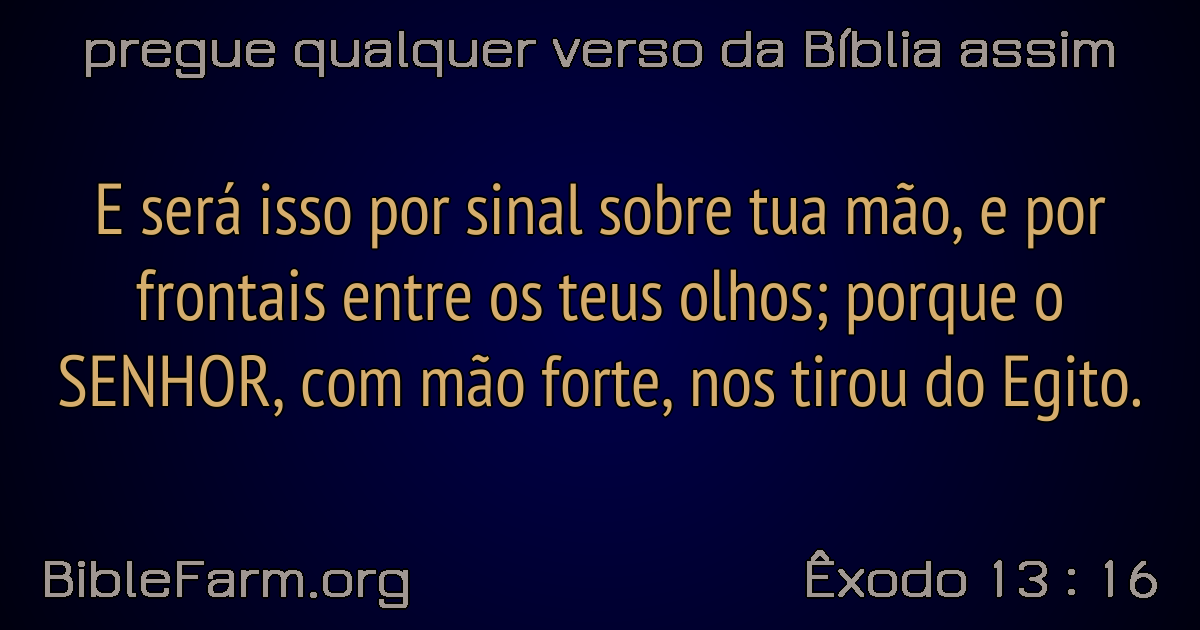 pregue qualquer verso da Bíblia assim
E será isso por sinal sobre tua mão, e por
frontais entre os teus olhos; porque o
SENHOR, com mão forte, nos tirou do Egito.
BibleFarm.org
Êxodo 13 : 16